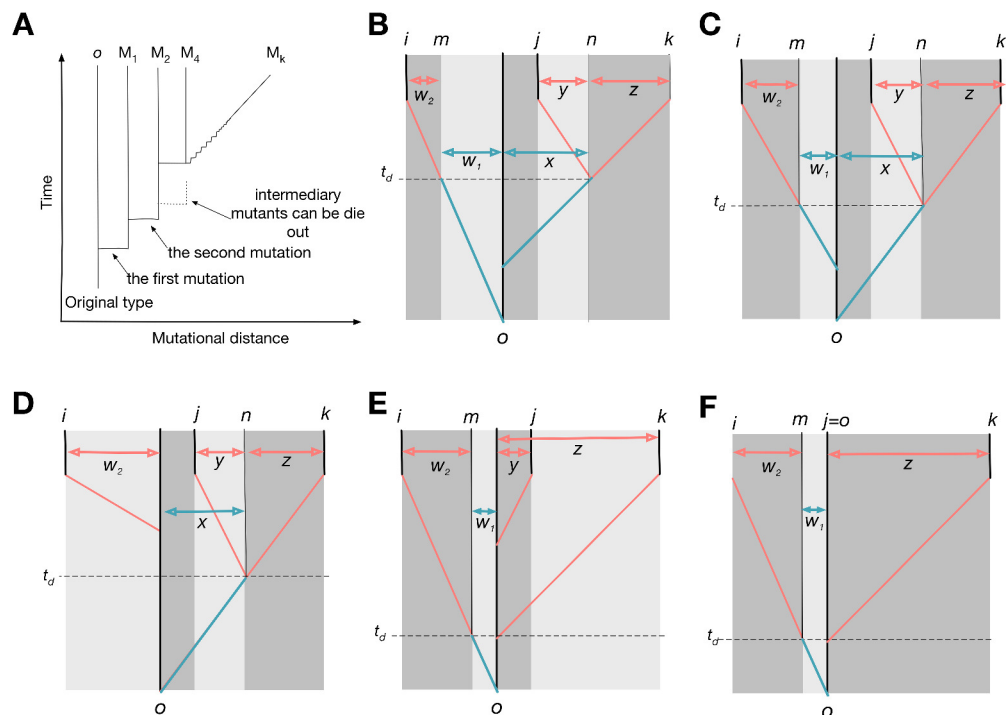 A
B
C
o M1 M2 M4 Mk
Time
intermediary
mutants can be die
out
the second mutation
the first mutation
Original type
Mutational distance
i m j n k
w2 y z
w1 x
td
o
i m j n k
w2 y z
w1 x
td
o
D
E
F
i j n k
w2 y z
x
td
o
i m j k
z
w2 y
w1
td
o
i m j=o k
w2 z
w1
td
o